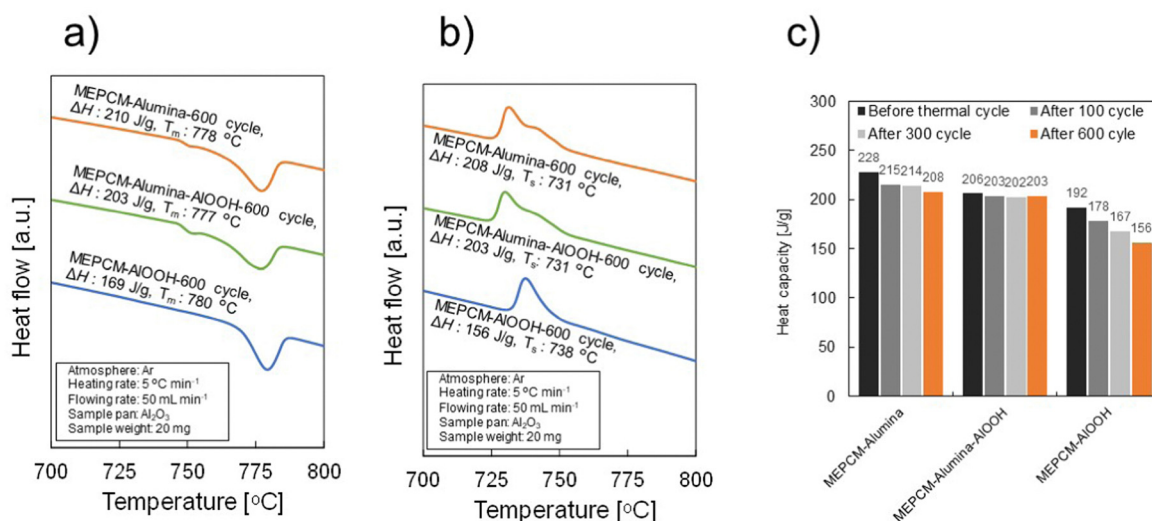 a)
MEPCM-Alumina-600 cycle,
ΔH : 210 J/g, Tm : 778 °C
MEPCM-Alumina-AlOOH-600 cycle,
ΔH : 203 J/g, Tm : 777 °C
MEPCM-AlOOH-600 cycle,
ΔH : 169 J/g, Tm : 780 °C
Atmosphere: Ar
Heating rate: 5 °C min⁻¹
Flowing rate: 50 mL min⁻¹
Sample pan: Al₂O₃
Sample weight: 20 mg
Heat flow [a.u.]
700 725 750 775 800
Temperature [°C]
b)
MEPCM-Alumina-600 cycle,
ΔH : 208 J/g, Ts : 731 °C
MEPCM-Alumina-AlOOH-600 cycle,
ΔH : 203 J/g, Ts: 731 °C
MEPCM-AlOOH-600 cycle,
ΔH : 156 J/g, Ts : 738 °C
Atmosphere: Ar
Heating rate: 5 °C min⁻¹
Flowing rate: 50 mL min⁻¹
Sample pan: Al₂O₃
Sample weight: 20 mg
Heat flow [a.u.]
700 725 750 775 800
Temperature [°C]
c)
Before thermal cycle After 100 cycle
After 300 cycle After 600 cyle
300
250
200
150
100
50
0
Heat capacity [J/g]
228 215 214 208
206 203 202 203
192 178 167 156
MEPCM-Alumina
MEPCM-Alumina-AlOOH
MEPCM-AlOOH